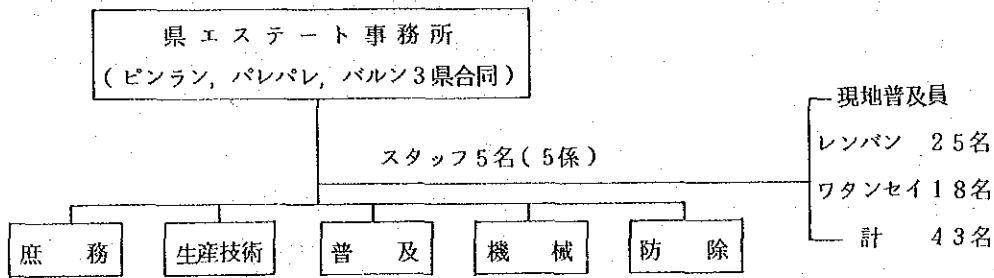 県エステート事務所
(ピンラン, パレパレ, バルン3県合同)
スタッフ5名(5係)
現地普及員
レンバン 25名
ワタンセイ18名
計 43名
庶務
生産技術
普及
機械
防除